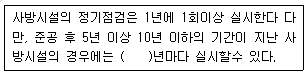 사방시설의 정기점검은 1년에 1회이상 실시한다 다
만. 준공 후 5년 이상 10년 이하의 기간이 지난 사
방시설의 경우에는 (    )년마다 실시할수 있다.